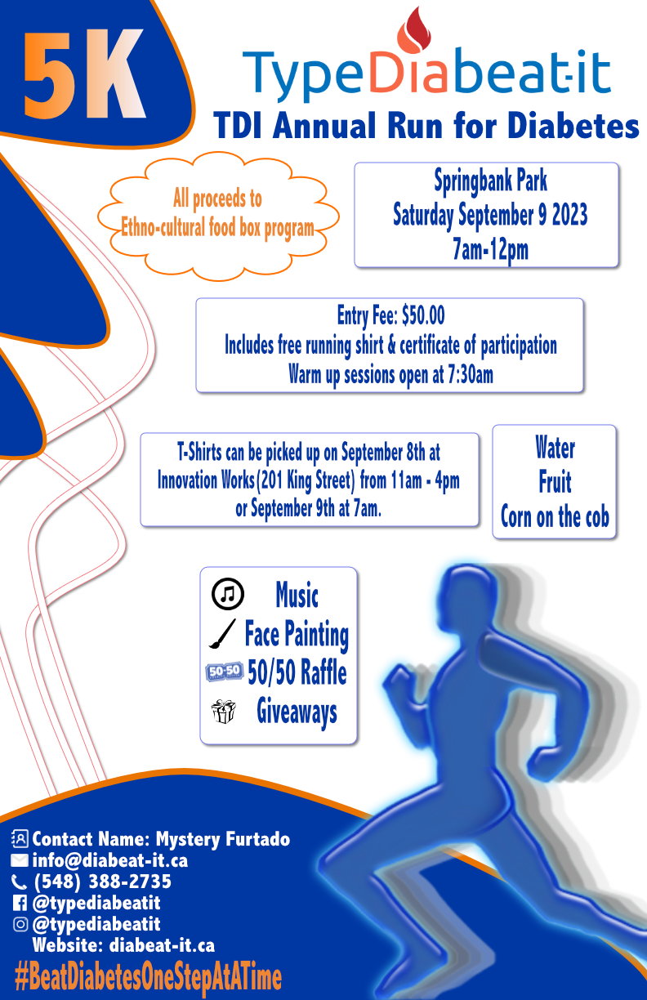 5K
TypeDiabeat-it
TDI Annual Run for Diabetes
All proceeds to
Ethno-cultural food box program
Springbank Park
Saturday September 9 2023
7am-12pm
Entry Fee: $50.00
Includes free running shirt & certificate of participation
Warm up sessions open at 7:30am
T-Shirts can be picked up on September 8th at
Innovation Works(201 King Street) from 11am - 4pm
or September 9th at 7am.
Water
Fruit
Corn on the cob
Music
Face Painting
50-50 50/50 Raffle
Giveaways
Contact Name: Mystery Furtado
info@diabeat-it.ca
(548) 388-2735
@typediabeatit
@typediabeatit
Website: diabeat-it.ca
#BeatDiabetesOneStepAtATime